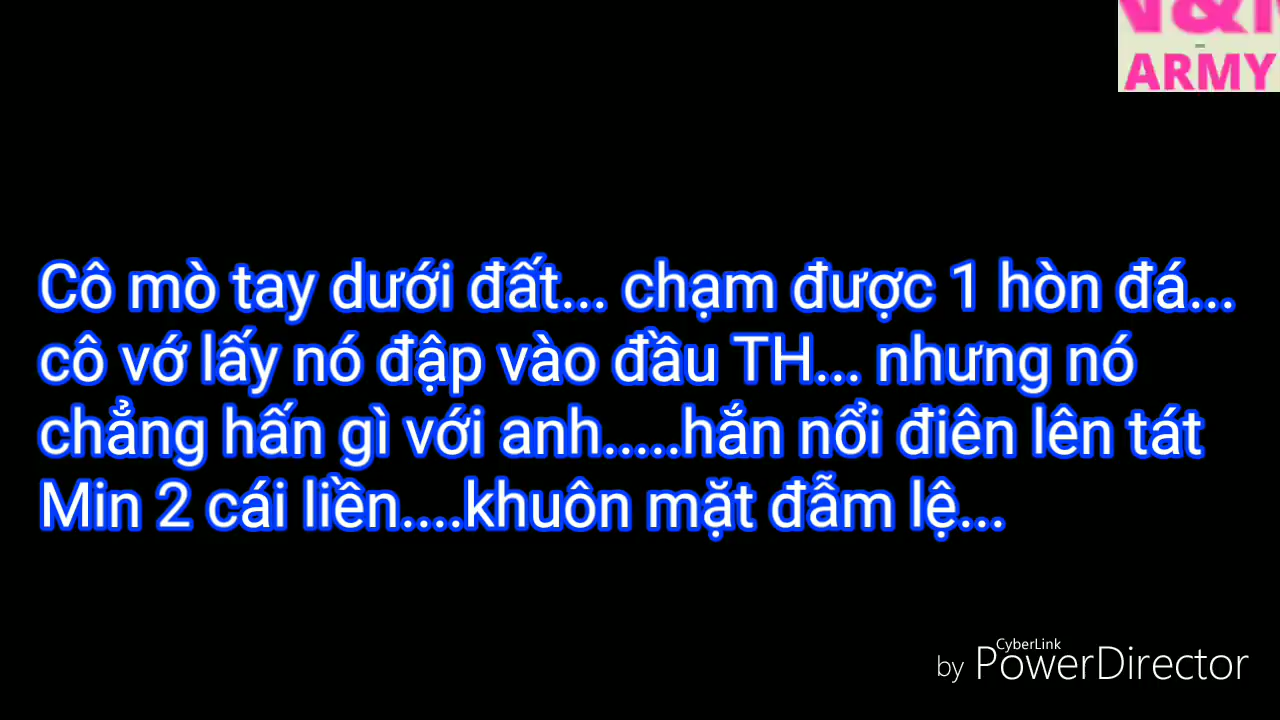 N&M
ARMY
Cô mò tay dưới đất... chạm được 1 hòn đá...
cô vớ lấy nó đập vào đầu TH... nhưng nó
chẳng hấn gì với anh.....hắn nổi điên lên tát
Min 2 cái liền....khuôn mặt đẫm lệ...
CyberLink
by PowerDirector